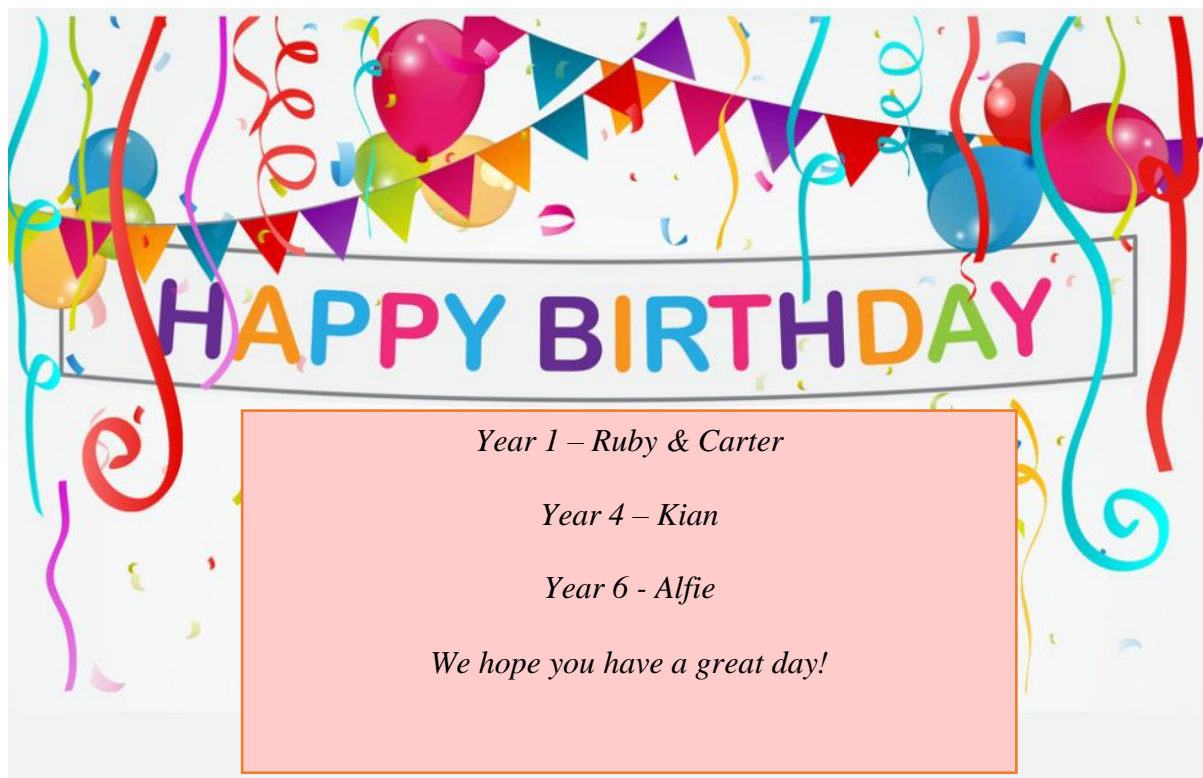 HAPPY BIRTHDAY
Year 1 – Ruby & Carter
Year 4 – Kian
Year 6 - Alfie
We hope you have a great day!